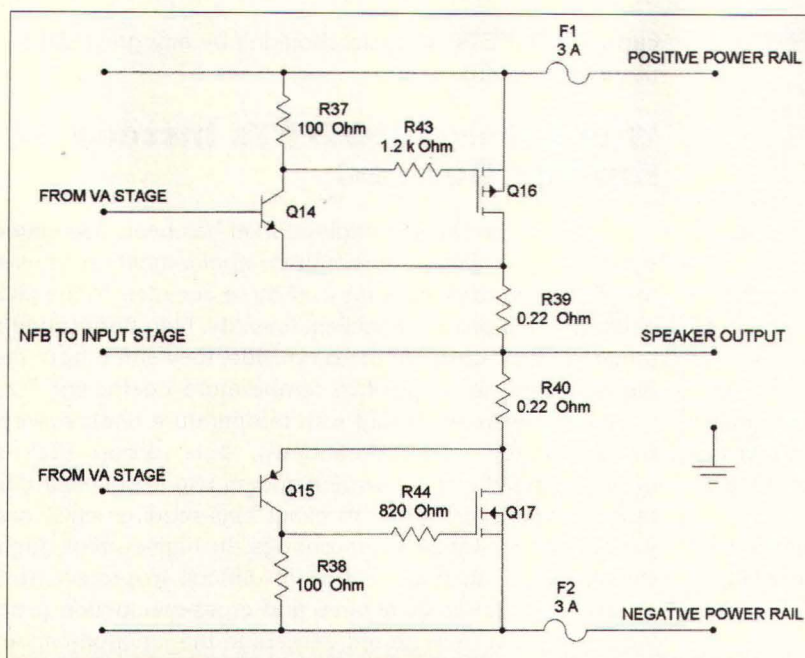 F1
3 A
POSITIVE POWER RAIL
R37
100 Ohm
R43
1.2 k Ohm
Q16
FROM VA STAGE
Q14
R39
0.22 Ohm
NFB TO INPUT STAGE
SPEAKER OUTPUT
R40
0.22 Ohm
FROM VA STAGE
Q15
R44
820 Ohm
Q17
R38
100 Ohm
F2
3 A
NEGATIVE POWER RAIL